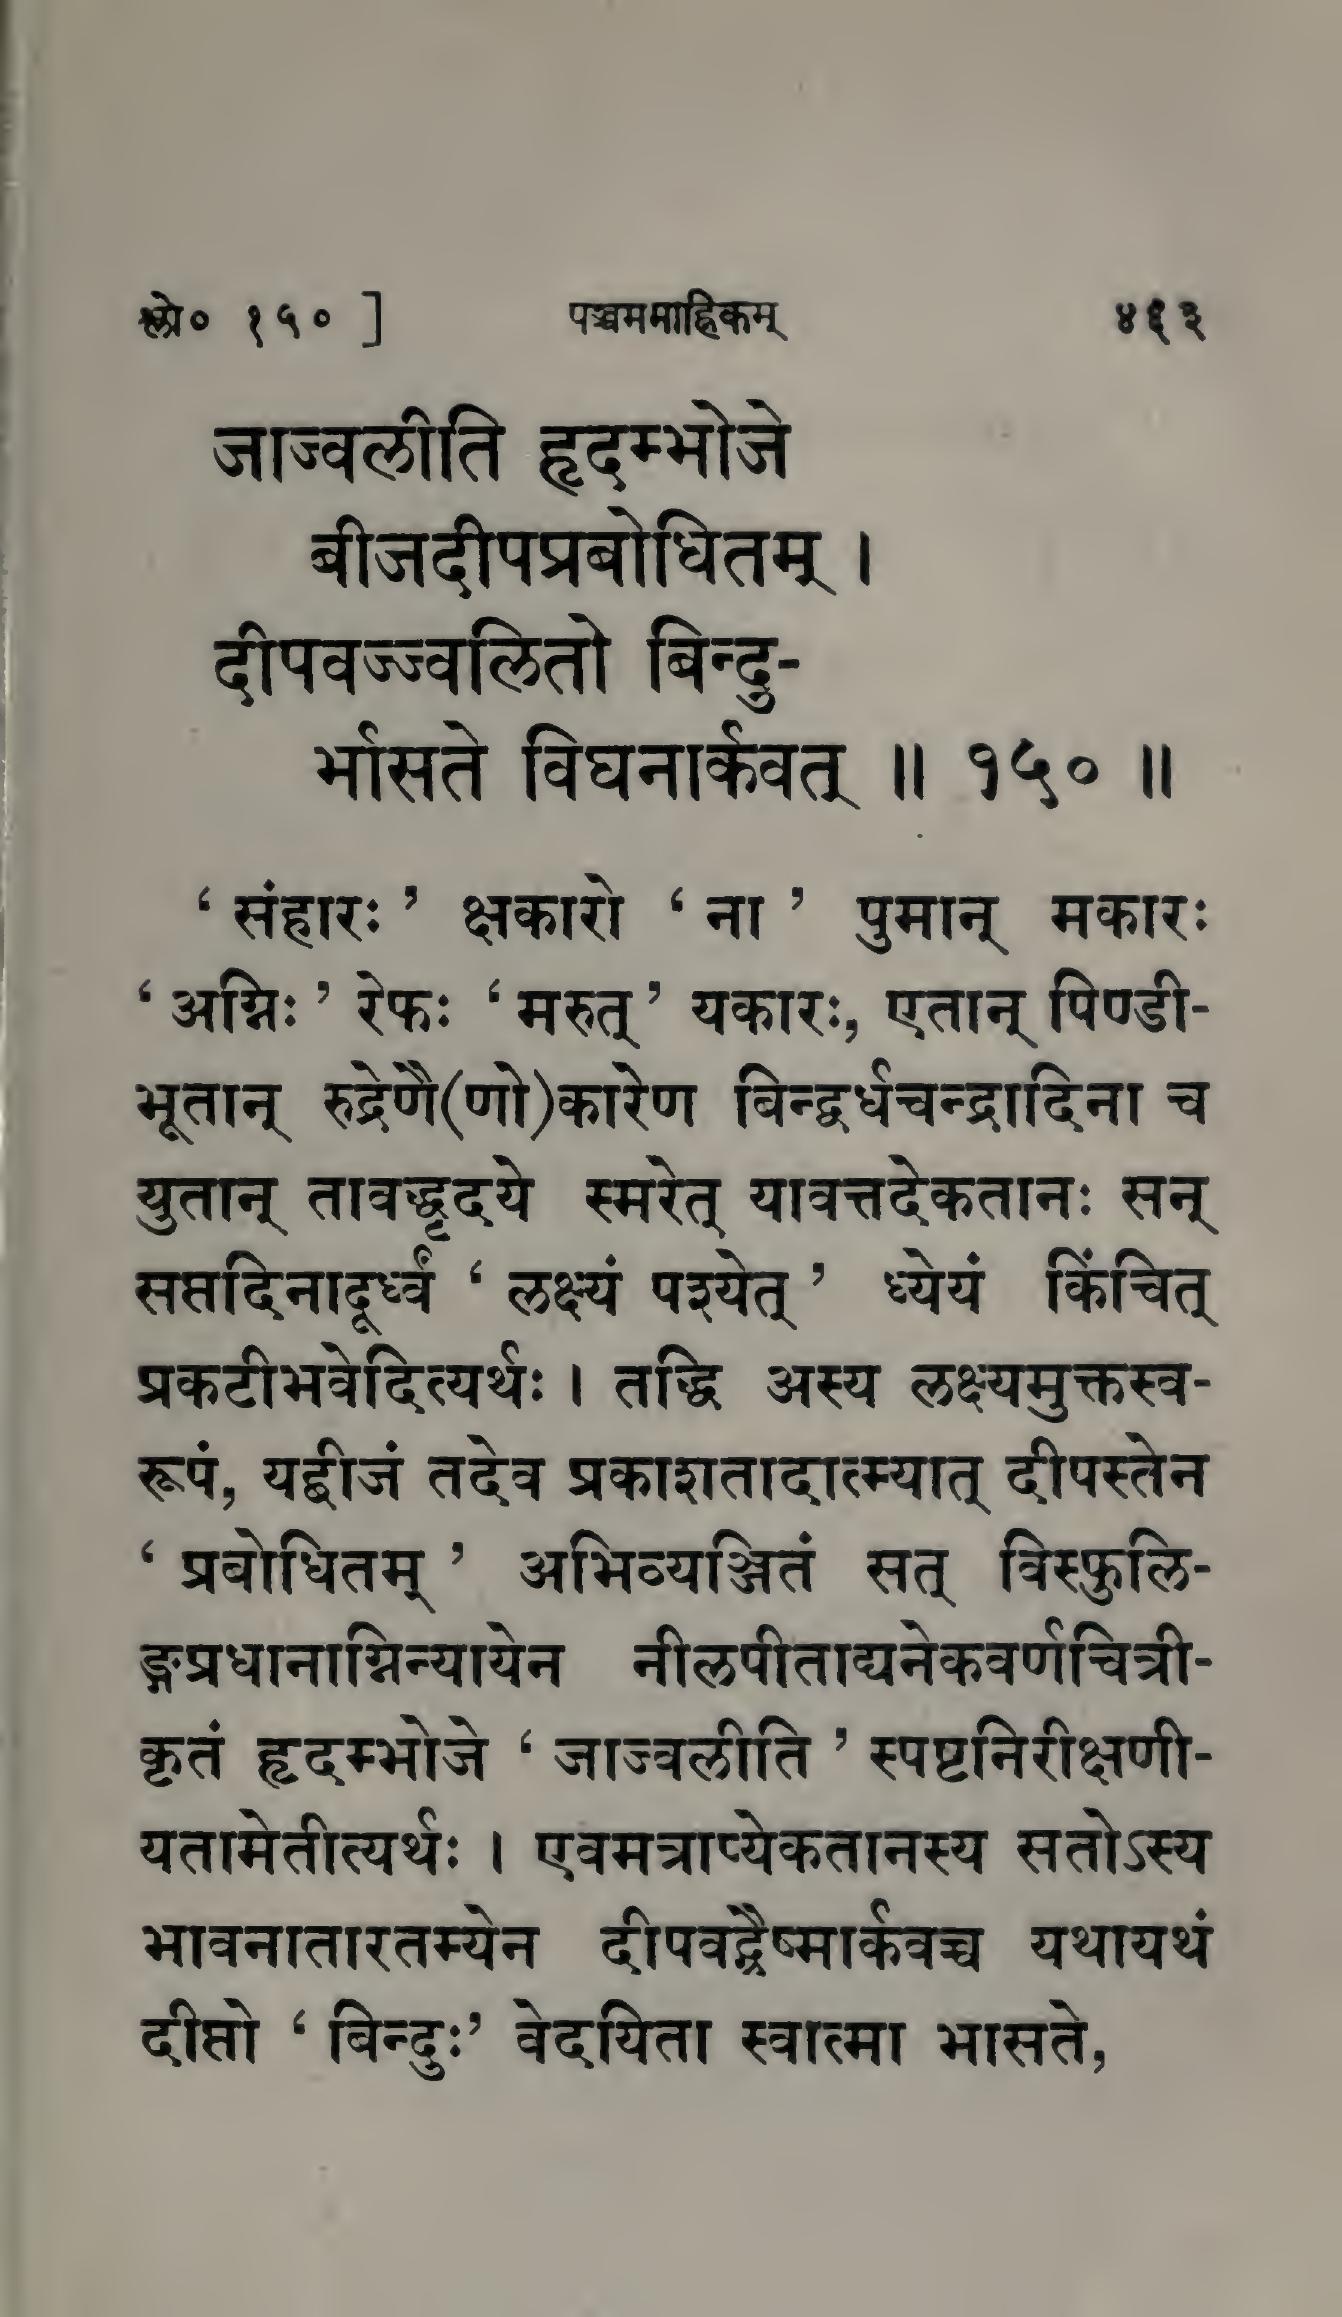 श्लो० १५० ] पञ्चममाह्निकम् ४६३
जाज्वलीति हृदम्भोजे
बीजदीपप्रबोधितम् ।
दीपवज्ज्वलितो बिन्दु-
र्भासते विघनार्कवत् ॥ १५० ॥
‘ संहारः ’ क्षकारो ‘ ना ’ पुमान् मकारः
‘ अग्निः ’ रेफः ‘ मरुत् ’ यकारः, एतान् पिण्डी-
भूतान् रुद्रेणै(णो)कारेण बिन्द्वर्धचन्द्रादिना च
युतान् तावद्धृदये स्मरेत् यावत्तदेकतानः सन्
सप्तदिनादूर्ध्वं ‘ लक्ष्यं पश्येत् ’ ध्येयं किंचित्
प्रकटीभवेदित्यर्थः । तद्धि अस्य लक्ष्यमुक्तस्व-
रूपं, यद्बीजं तदेव प्रकाशतादात्म्यात् दीपस्तेन
‘ प्रबोधितम् ’ अभिव्यञ्जितं सत् विस्फुलि-
ङ्गप्रधानाग्निन्यायेन नीलपीताद्यनेकवर्णचित्री-
कृतं हृदम्भोजे ‘ जाज्वलीति ’ स्पष्टनिरीक्षणी-
यतामेतीत्यर्थः । एवमत्राप्येकतानस्य सतोऽस्य
भावनातारतम्येन दीपवद्ग्रैष्मार्कवच्च यथायथं
दीप्तो ‘ बिन्दुः’ वेदयिता स्वात्मा भासते,